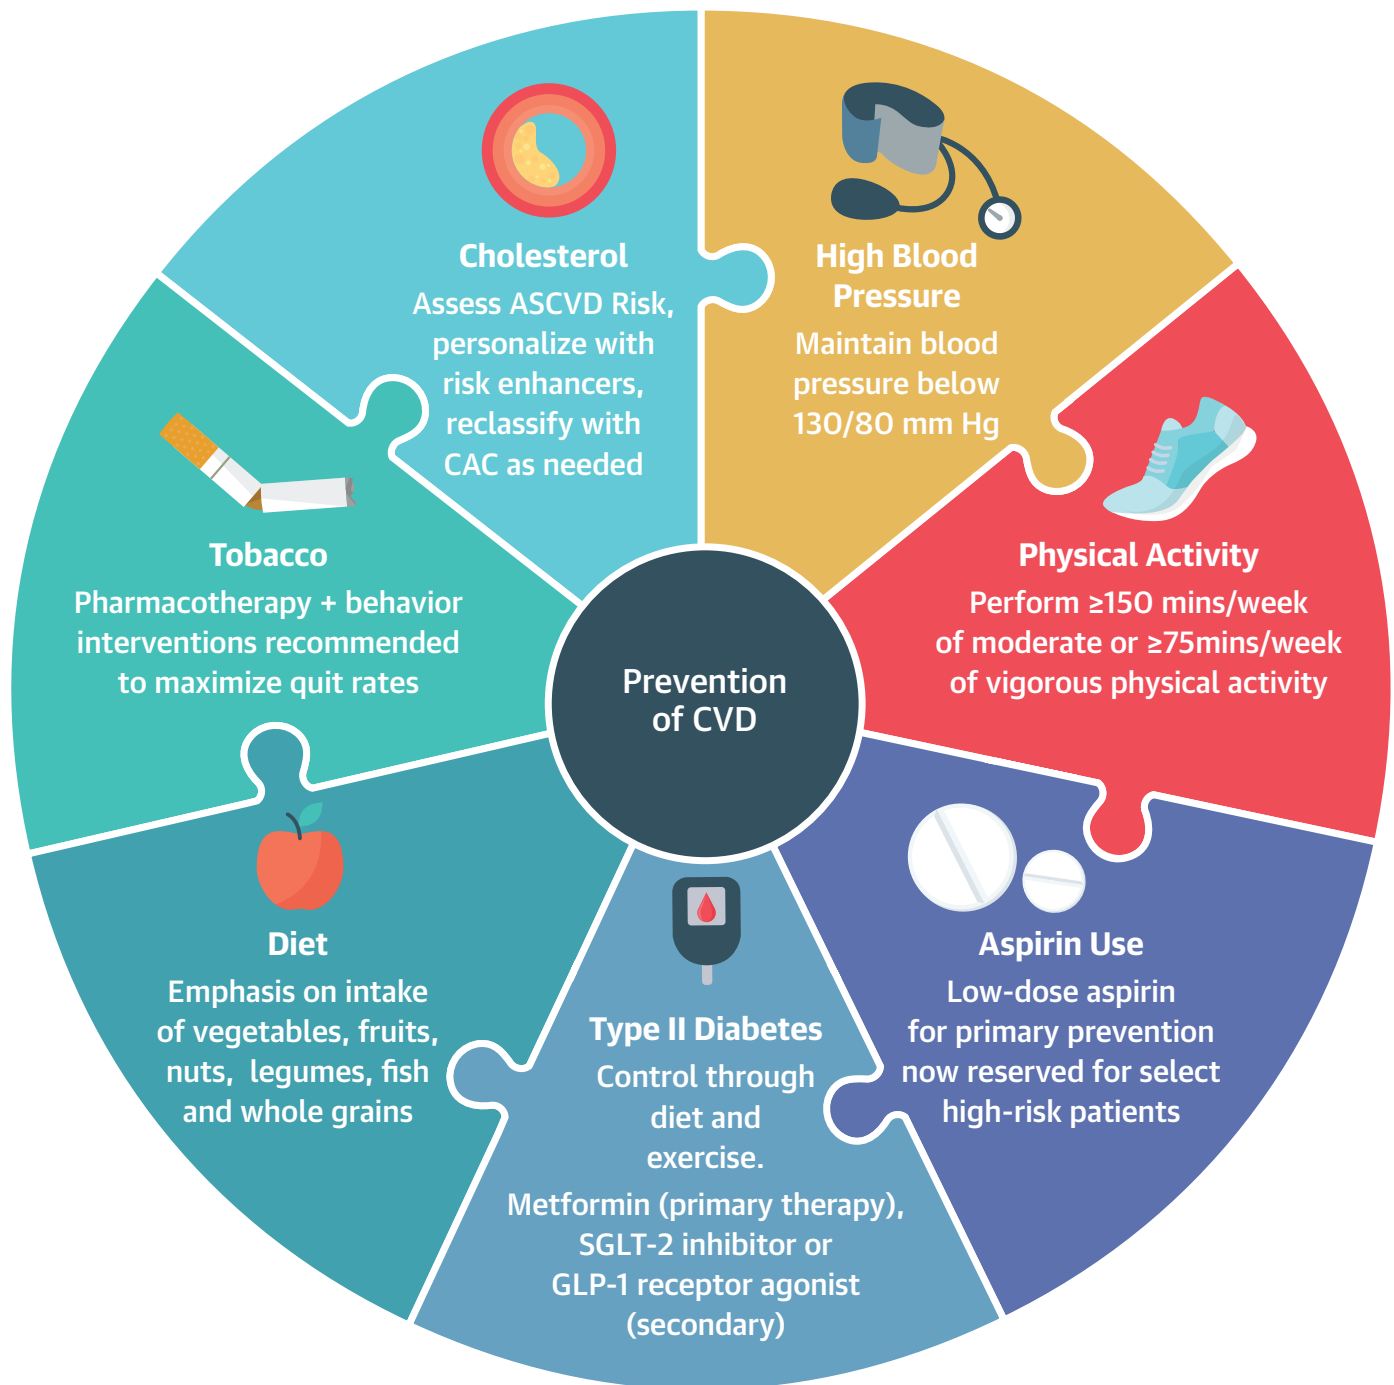 Cholesterol
Assess ASCVD Risk,
personalize with
risk enhancers,
reclassify with
CAC as needed
High Blood
Pressure
Maintain blood
pressure below
130/80 mm Hg
Physical Activity
Perform ≥150 mins/week
of moderate or ≥75mins/week
of vigorous physical activity
Aspirin Use
Low-dose aspirin
for primary prevention
now reserved for select
high-risk patients
Type II Diabetes
Control through
diet and
exercise.
Metformin (primary therapy),
SGLT-2 inhibitor or
GLP-1 receptor agonist
(secondary)
Diet
Emphasis on intake
of vegetables, fruits,
nuts, legumes, fish
and whole grains
Tobacco
Pharmacotherapy + behavior
interventions recommended
to maximize quit rates
Prevention
of CVD